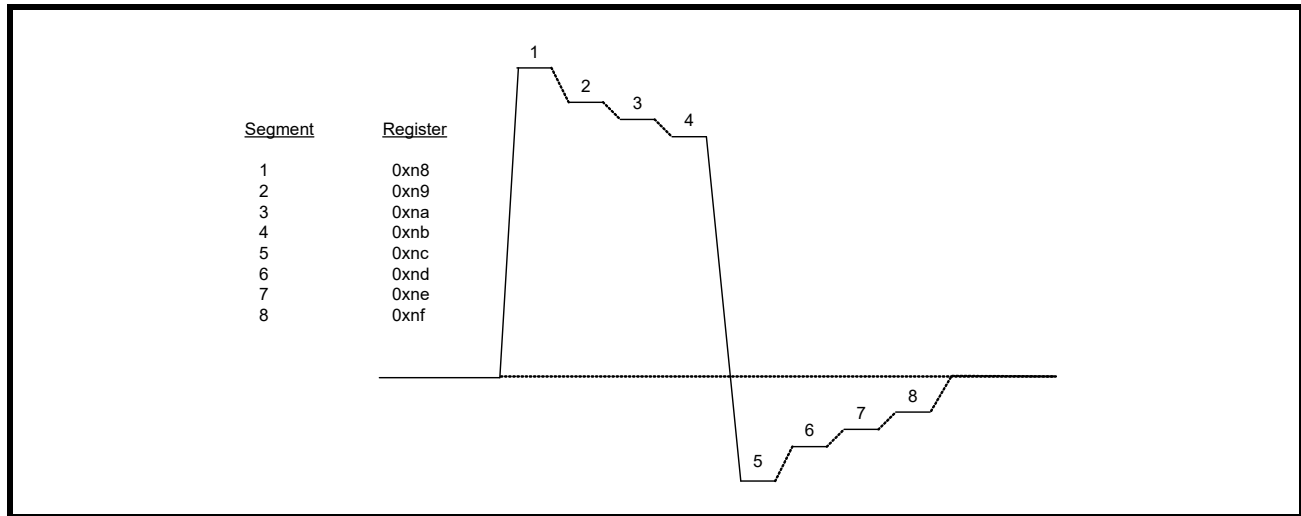 Segment Register
1 0xn8
2 0xn9
3 0xna
4 0xnb
5 0xnc
6 0xnd
7 0xne
8 0xnf
1
2
3
4
5
6
7
8